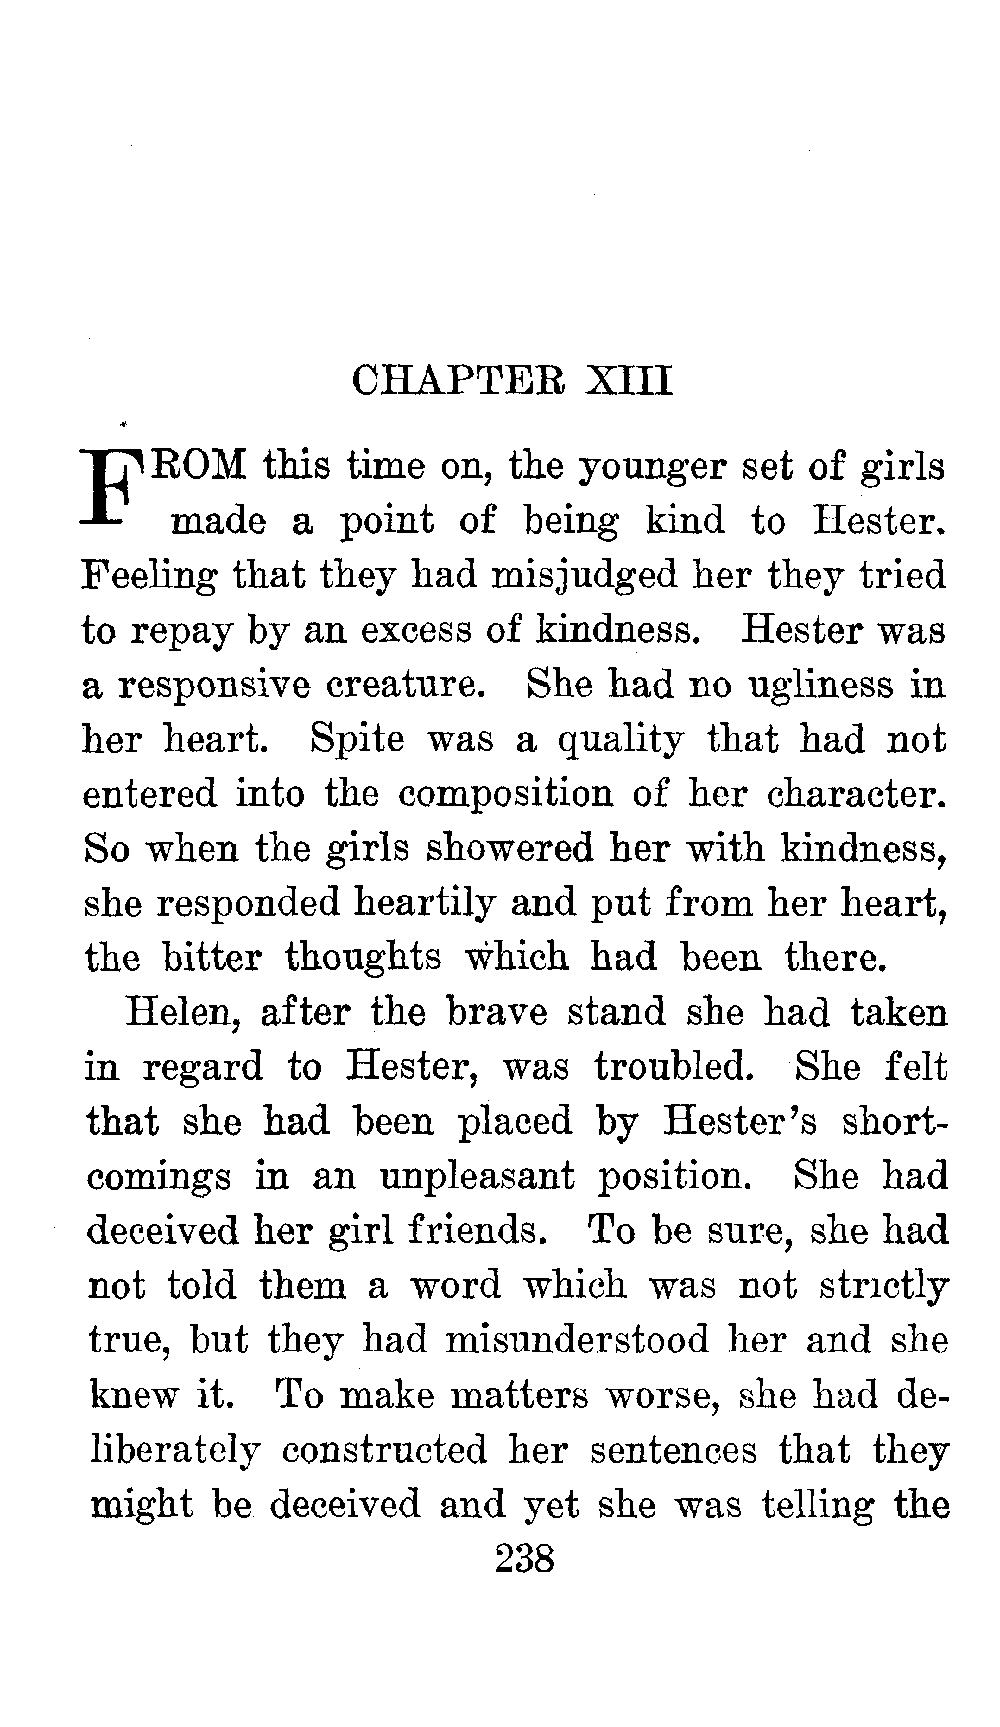 CHAPTER XIII
FROM this time on, the younger set of girls
made a point of being kind to Hester.
Feeling that they had misjudged her they tried
to repay by an excess of kindness. Hester was
a responsive creature. She had no ugliness in
her heart. Spite was a quality that had not
entered into the composition of her character.
So when the girls showered her with kindness,
she responded heartily and put from her heart,
the bitter thoughts which had been there.
Helen, after the brave stand she had taken
in regard to Hester, was troubled. She felt
that she had been placed by Hester's short-
comings in an unpleasant position. She had
deceived her girl friends. To be sure, she had
not told them a word which was not strictly
true, but they had misunderstood her and she
knew it. To make matters worse, she had de-
liberately constructed her sentences that they
might be deceived and yet she was telling the
238